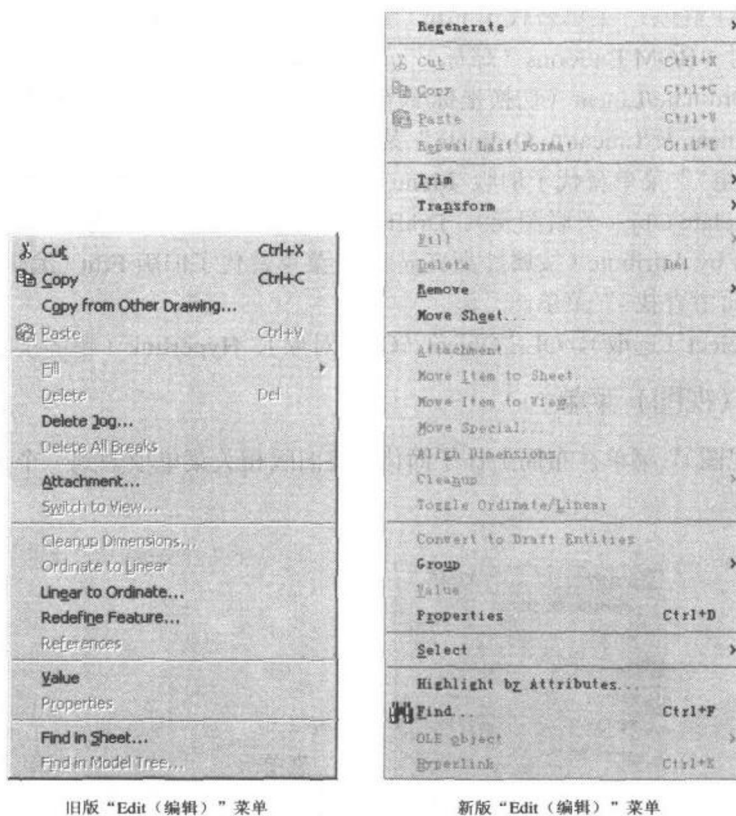 Cut Ctrl+X
Copy Ctrl+C
Copy from Other Drawing...
Paste Ctrl+V
Fill
Delete Del
Delete Jog...
Delete All Breaks
Attachment...
Switch to View...
Cleanup Dimensions...
Ordinate to Linear
Linear to Ordinate...
Redefine Feature...
References
Value
Properties
Find in Sheet...
Find in Model Tree...
旧版“Edit（编辑）”菜单
Regenerate
Cut Ctrl+X
Copy Ctrl+C
Paste Ctrl+V
Repeat Last Format
Trim
Transform
Fill
Delete Del
Remove
Move Sheet...
Attachment
Move Item to Sheet
Move Item to View
Move Special...
Align Dimensions
Cleanup
Toggle Ordinate/Linear
Convert to Draft Entities
Group
Value
Properties Ctrl+D
Select
Highlight by Attributes...
Find... Ctrl+F
OLE object
Hyperlink Ctrl+K
新版“Edit（编辑）”菜单